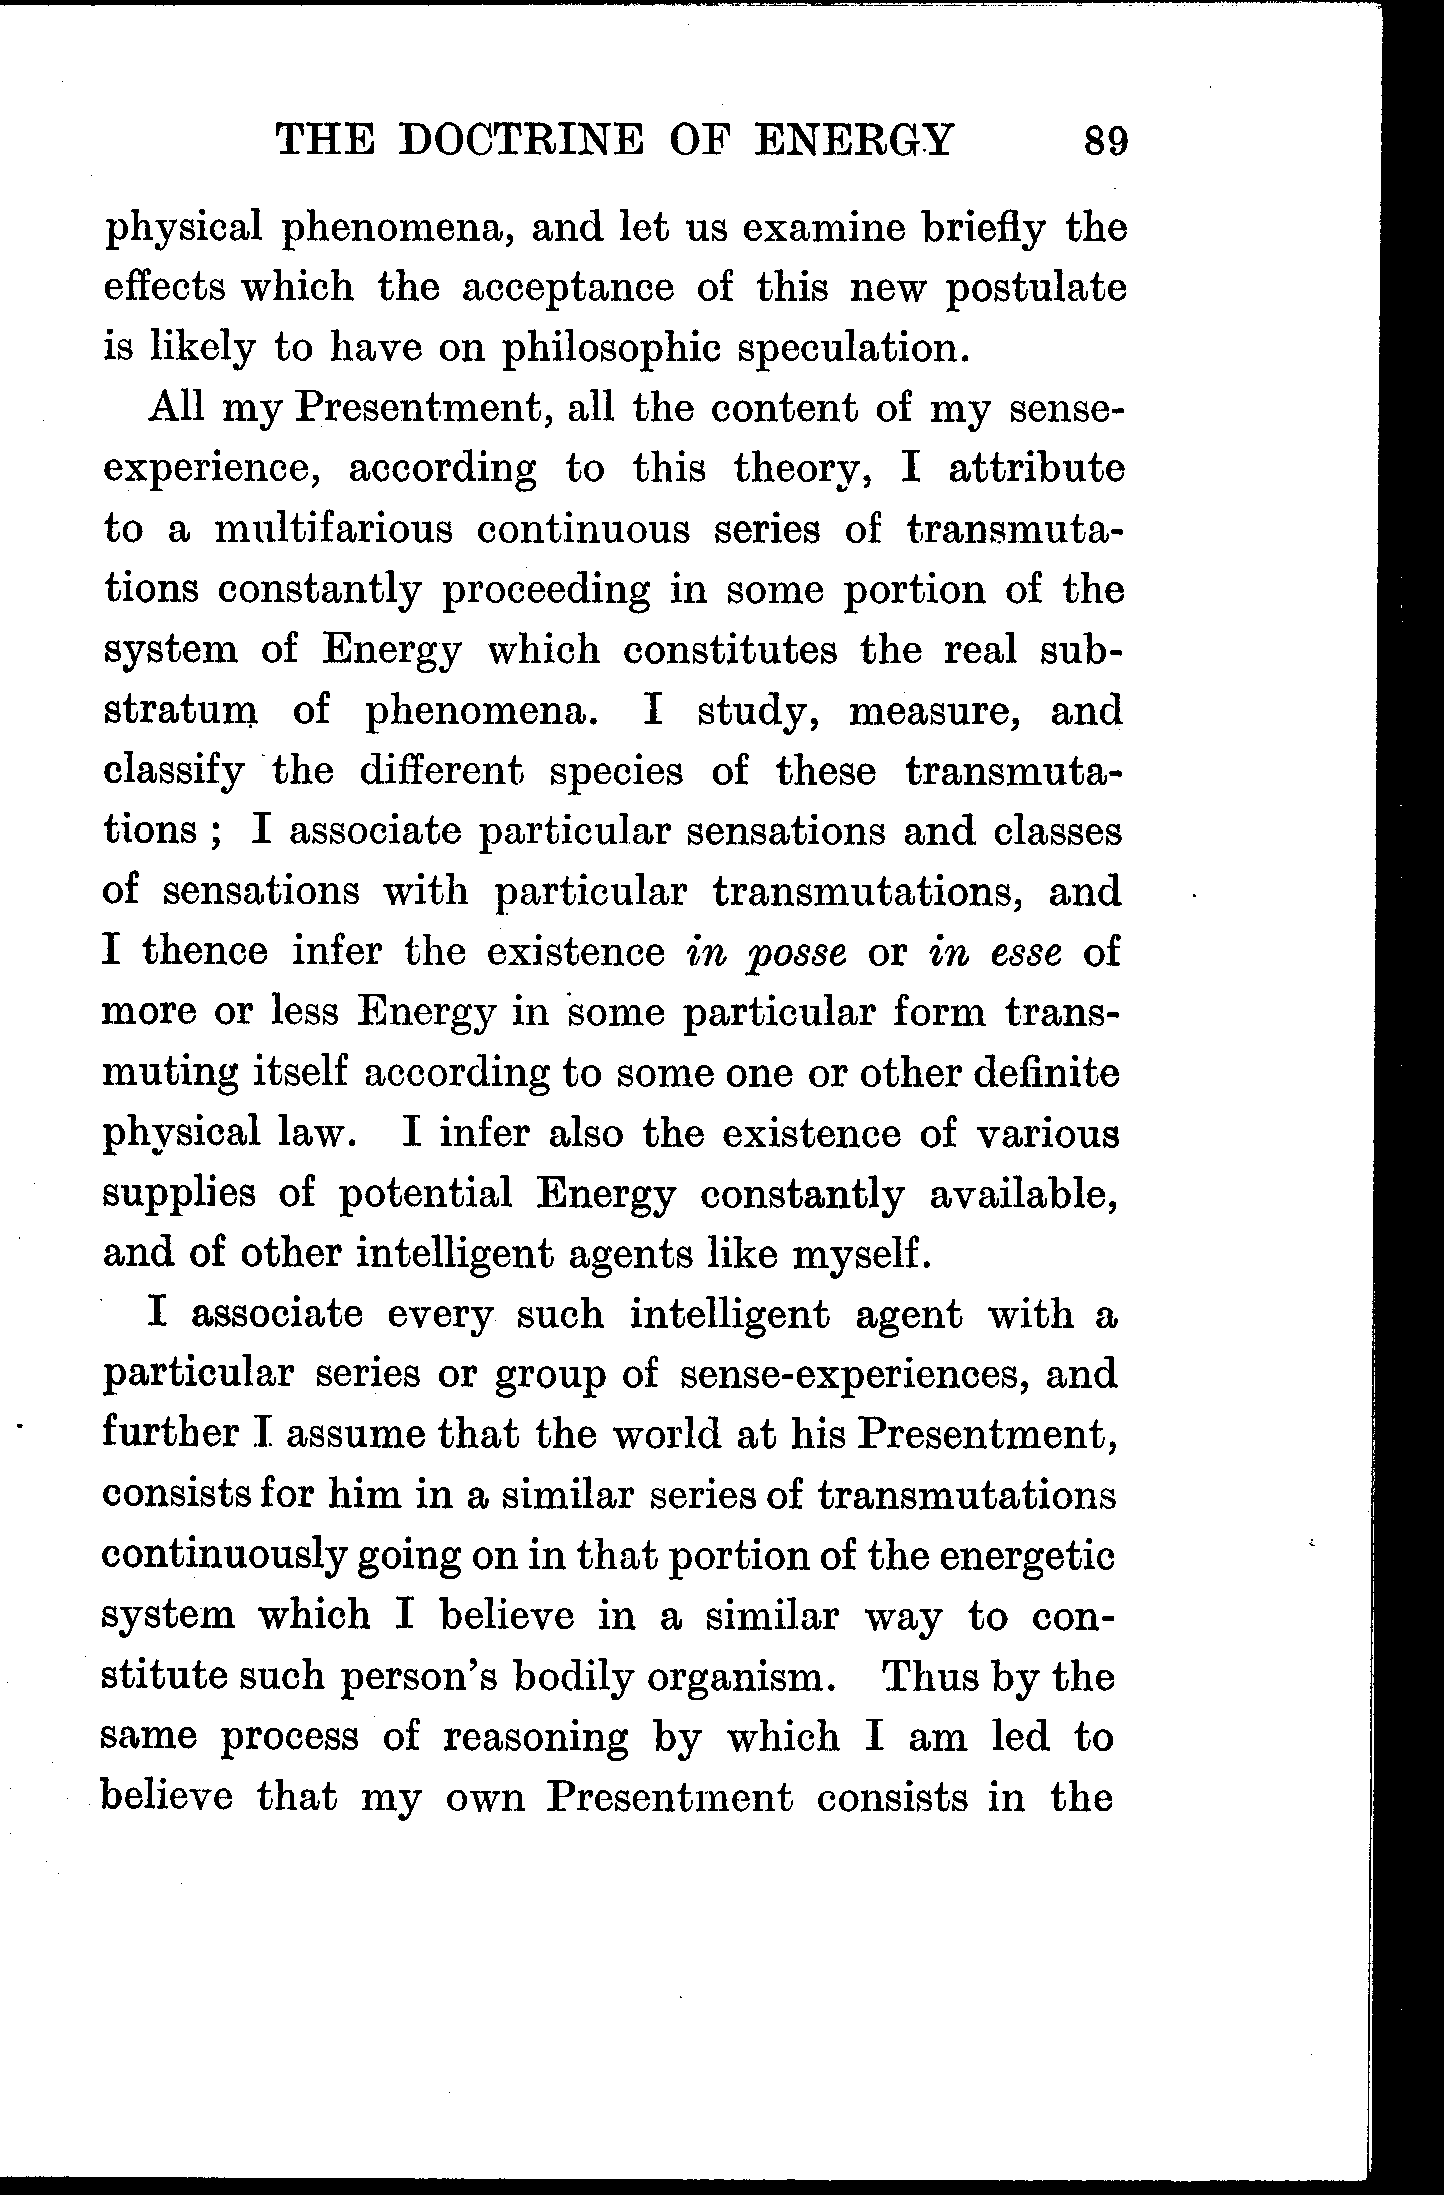 THE DOCTRINE OF ENERGY 89
physical phenomena, and let us examine briefly the
effects which the acceptance of this new postulate
is likely to have on philosophic speculation.
All my Presentment, all the content of my sense-
experience, according to this theory, I attribute
to a multifarious continuous series of transmuta-
tions constantly proceeding in some portion of the
system of Energy which constitutes the real sub-
stratum of phenomena. I study, measure, and
classify the different species of these transmuta-
tions ; I associate particular sensations and classes
of sensations with particular transmutations, and
I thence infer the existence in posse or in esse of
more or less Energy in some particular form trans-
muting itself according to some one or other definite
physical law. I infer also the existence of various
supplies of potential Energy constantly available,
and of other intelligent agents like myself.
I associate every such intelligent agent with a
particular series or group of sense-experiences, and
further I assume that the world at his Presentment,
consists for him in a similar series of transmutations
continuously going on in that portion of the energetic
system which I believe in a similar way to con-
stitute such person's bodily organism. Thus by the
same process of reasoning by which I am led to
believe that my own Presentment consists in the